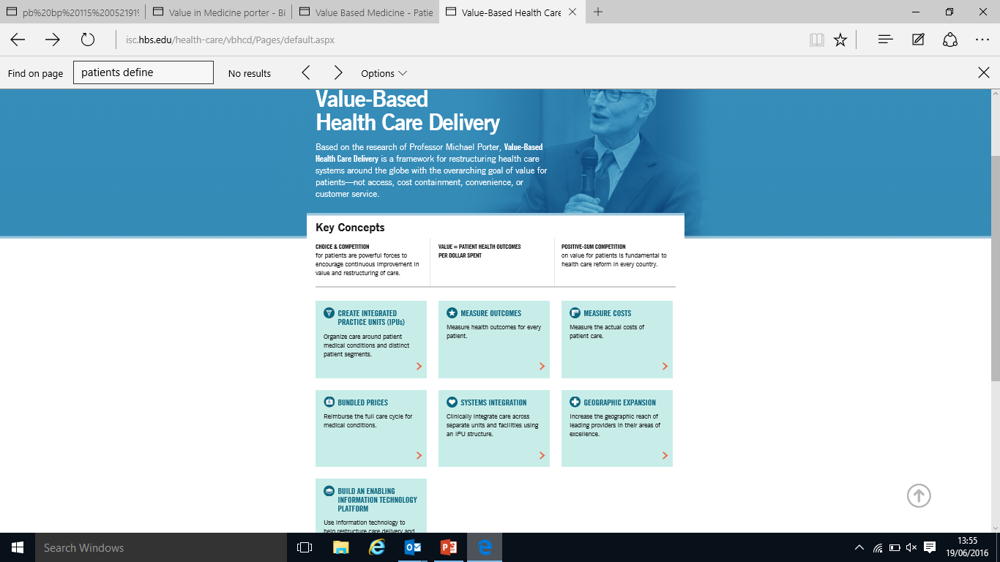 pb%20bp%20115%20052191%
Value in Medicine porter - Bi
Value Based Medicine - Patie
Value-Based Health Care
isc.hbs.edu/health-care/vbhcd/Pages/default.aspx
Find on page
patients define
No results
Options
Value-Based
Health Care Delivery
Based on the research of Professor Michael Porter, Value-Based
Health Care Delivery is a framework for restructuring health care
systems around the globe with the overarching goal of value for
patients—not access, cost containment, convenience, or
customer service.
Key Concepts
CHOICE & COMPETITION
for patients are powerful forces to
encourage continuous improvement in
value and restructuring of care.
VALUE = PATIENT HEALTH OUTCOMES
PER DOLLAR SPENT
POSITIVE-SUM COMPETITION
on value for patients is fundamental to
health care reform in every country.
CREATE INTEGRATED
PRACTICE UNITS (IPUs)
Organize care around patient
medical conditions and distinct
patient segments.
MEASURE OUTCOMES
Measure health outcomes for every
patient.
MEASURE COSTS
Measure the actual costs of
patient care.
BUNDLED PRICES
Reimburse the full care cycle for
medical conditions.
SYSTEMS INTEGRATION
Clinically integrate care across
separate units and facilities using
an IPU structure.
GEOGRAPHIC EXPANSION
Increase the geographic reach of
leading providers in their areas of
excellence.
BUILD AN ENABLING
INFORMATION TECHNOLOGY
PLATFORM
Use information technology to
help restructure care delivery and
Search Windows
13:55
19/06/2016